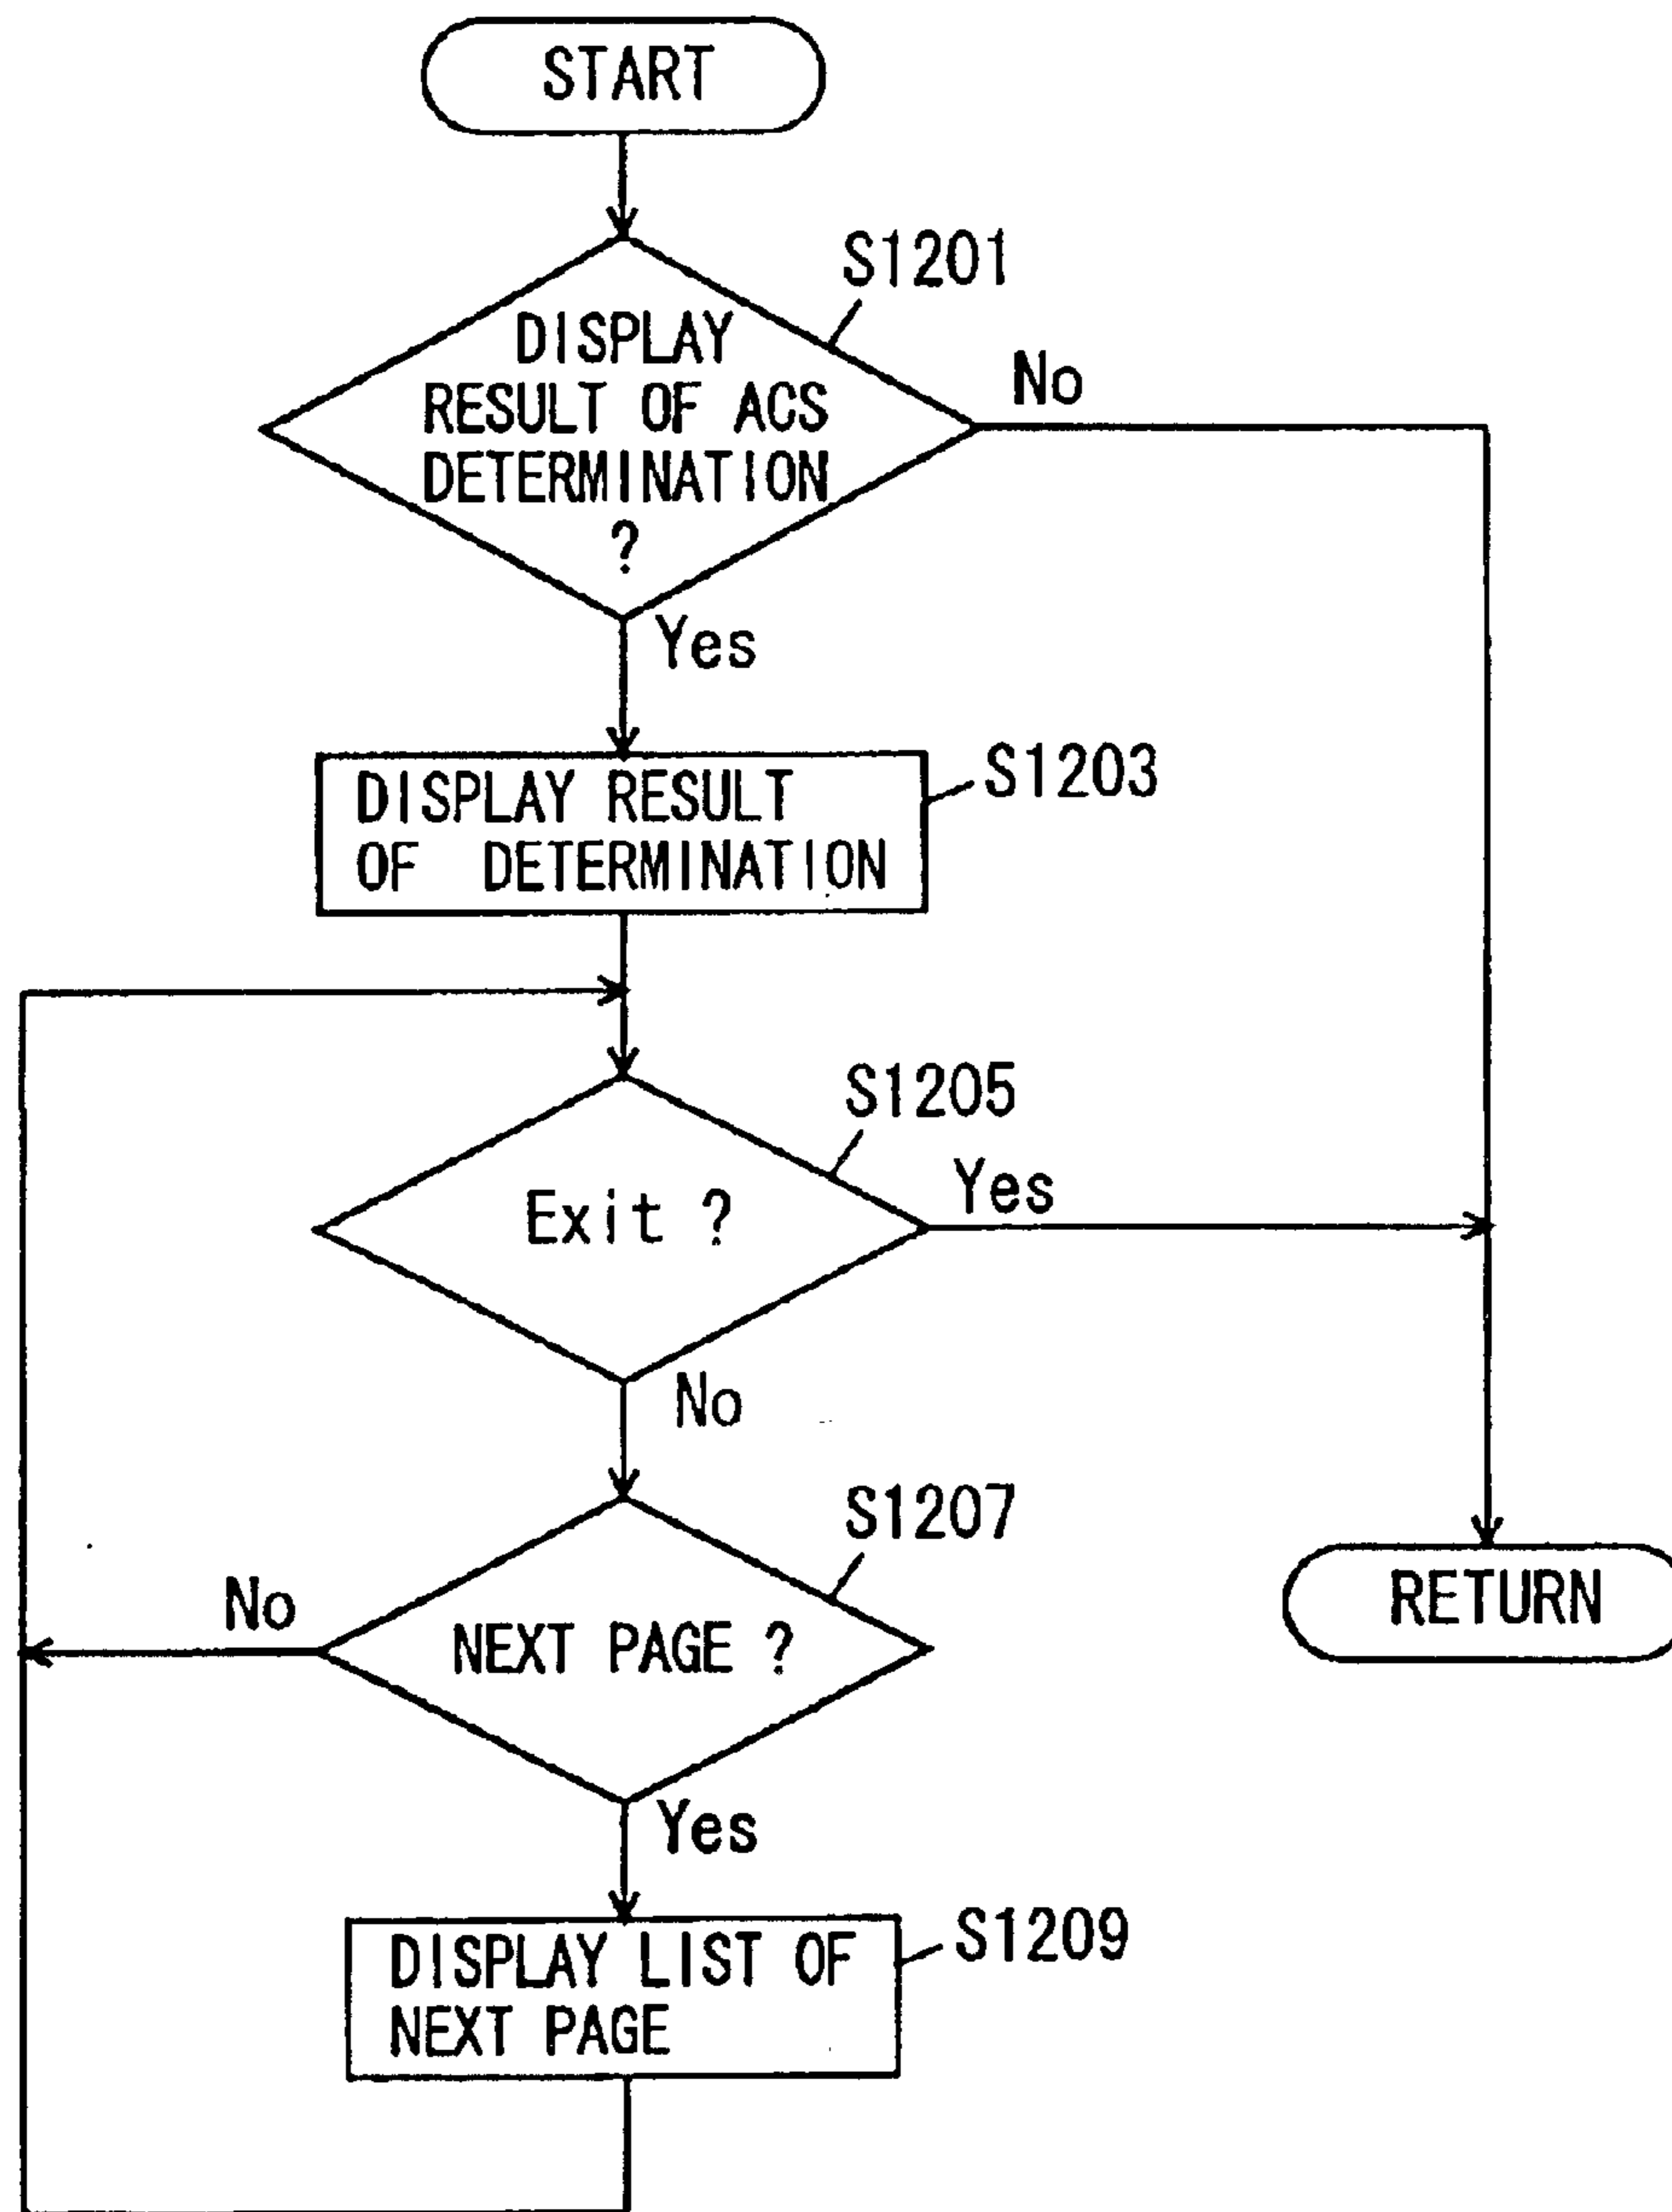 START
S1201
DISPLAY
RESULT OF ACS
DETERMINATION
?
No
Yes
S1203
DISPLAY RESULT
OF DETERMINATION
S1205
Exit ?
Yes
No
S1207
NEXT PAGE ?
No
RETURN
Yes
S1209
DISPLAY LIST OF
NEXT PAGE